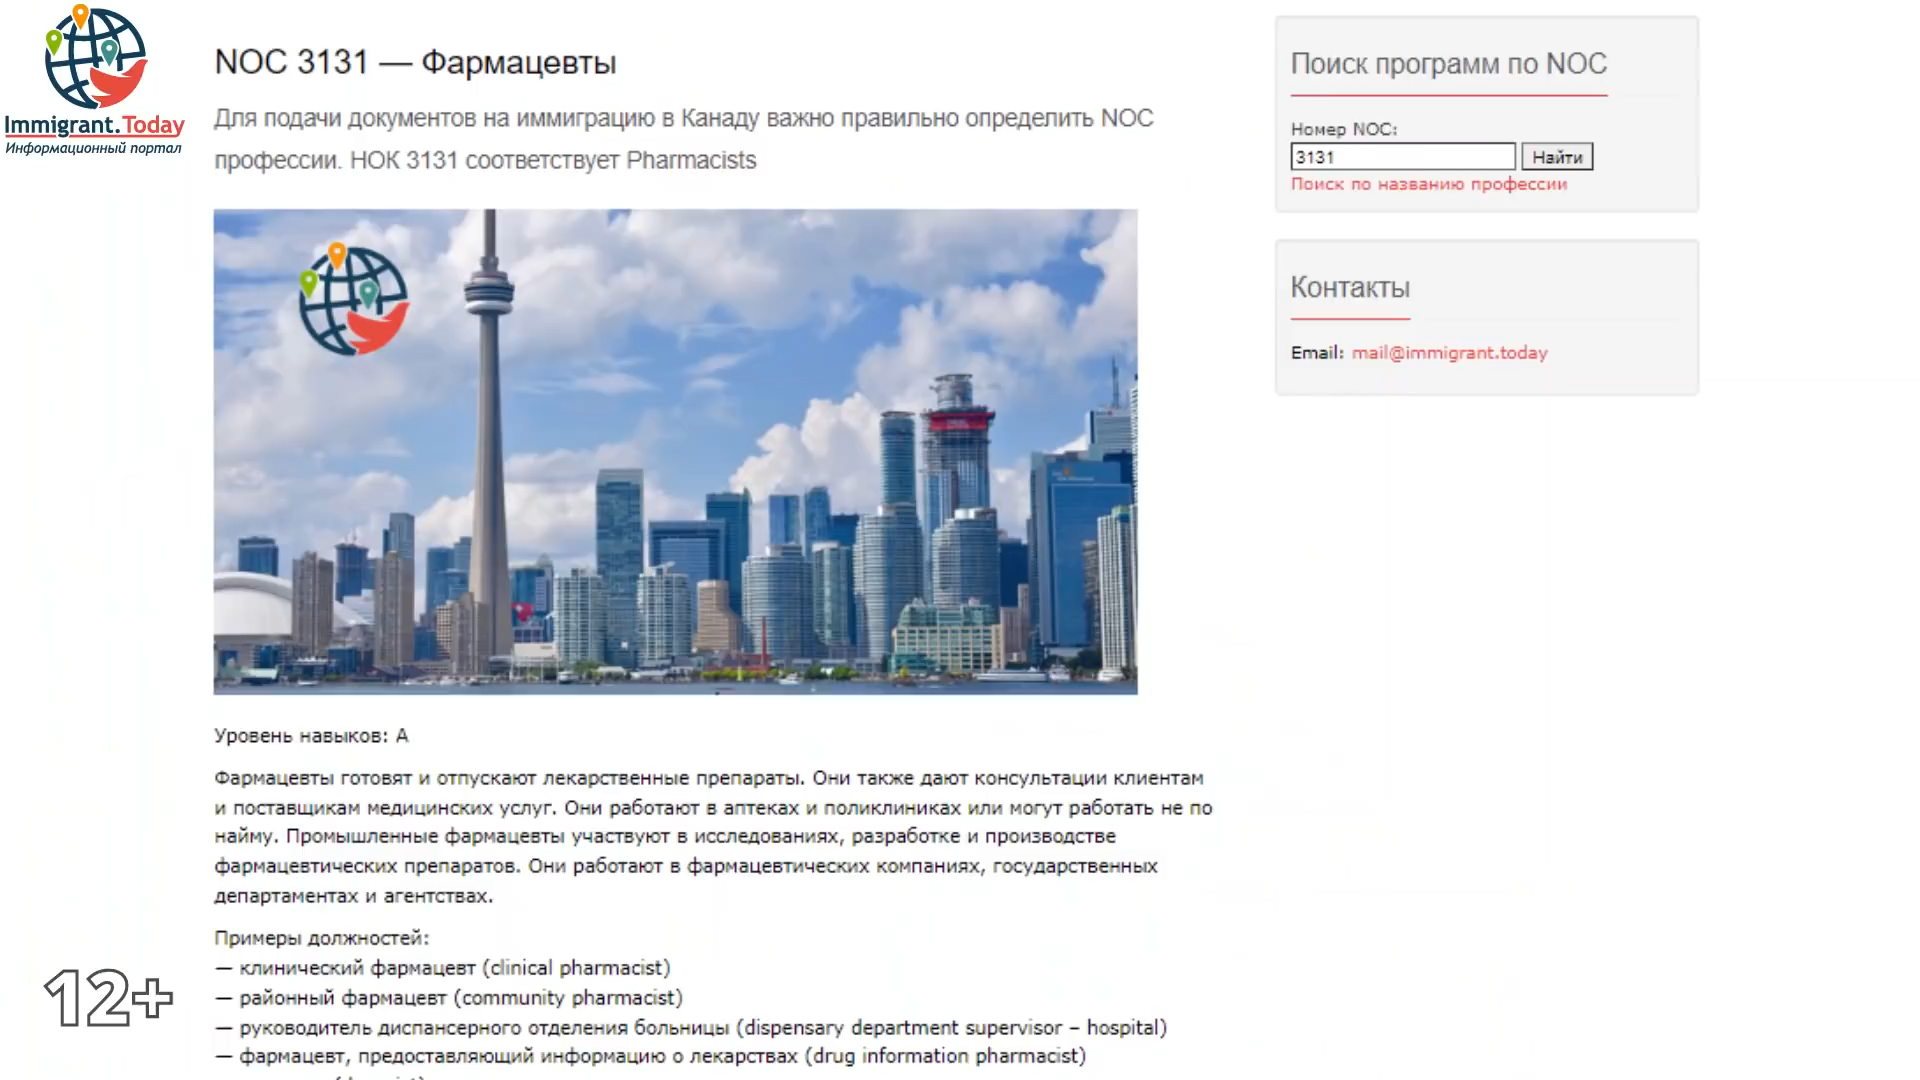 Immigrant.Today
Информационный портал
NOC 3131 — Фармацевты
Для подачи документов на иммиграцию в Канаду важно правильно определить NOC
профессии. НОК 3131 соответствует Pharmacists
Поиск программ по NOC
Номер NOC:
3131 Найти
Поиск по названию профессии
Контакты
Email: mail@immigrant.today
Уровень навыков: A
Фармацевты готовят и отпускают лекарственные препараты. Они также дают консультации клиентам
и поставщикам медицинских услуг. Они работают в аптеках и поликлиниках или могут работать не по
найму. Промышленные фармацевты участвуют в исследованиях, разработке и производстве
фармацевтических препаратов. Они работают в фармацевтических компаниях, государственных
департаментах и агентствах.
Примеры должностей:
— клинический фармацевт (clinical pharmacist)
— районный фармацевт (community pharmacist)
— руководитель диспансерного отделения больницы (dispensary department supervisor – hospital)
— фармацевт, предоставляющий информацию о лекарствах (drug information pharmacist)
12+